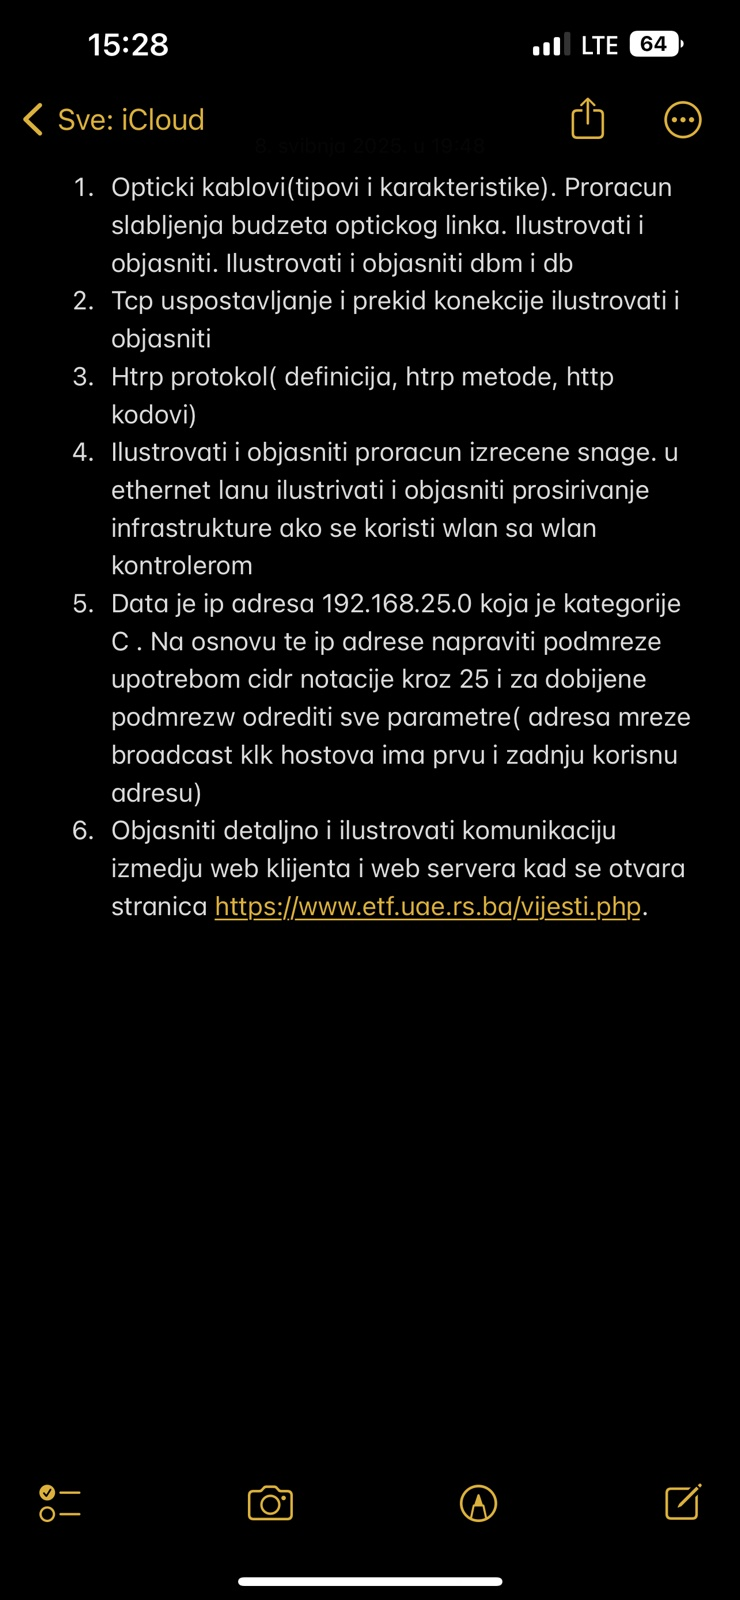 15:28 LTE 64
Sve: iCloud
8. svibnja 2025. u 19:48
1. Opticki kablovi(tipovi i karakteristike). Proracun
slabljenja budzeta optickog linka. Ilustrovati i
objasniti. Ilustrovati i objasniti dbm i db
2. Tcp uspostavljanje i prekid konekcije ilustrovati i
objasniti
3. Htrp protokol( definicija, htrp metode, http
kodovi)
4. Ilustrovati i objasniti proracun izrecene snage. u
ethernet lanu ilustrivati i objasniti prosirivanje
infrastrukture ako se koristi wlan sa wlan
kontrolerom
5. Data je ip adresa 192.168.25.0 koja je kategorije
C . Na osnovu te ip adrese napraviti podmreze
upotrebom cidr notacije kroz 25 i za dobijene
podmrezw odrediti sve parametre( adresa mreze
broadcast klk hostova ima prvu i zadnju korisnu
adresu)
6. Objasniti detaljno i ilustrovati komunikaciju
izmedju web klijenta i web servera kad se otvara
stranica https://www.etf.uae.rs.ba/vijesti.php.